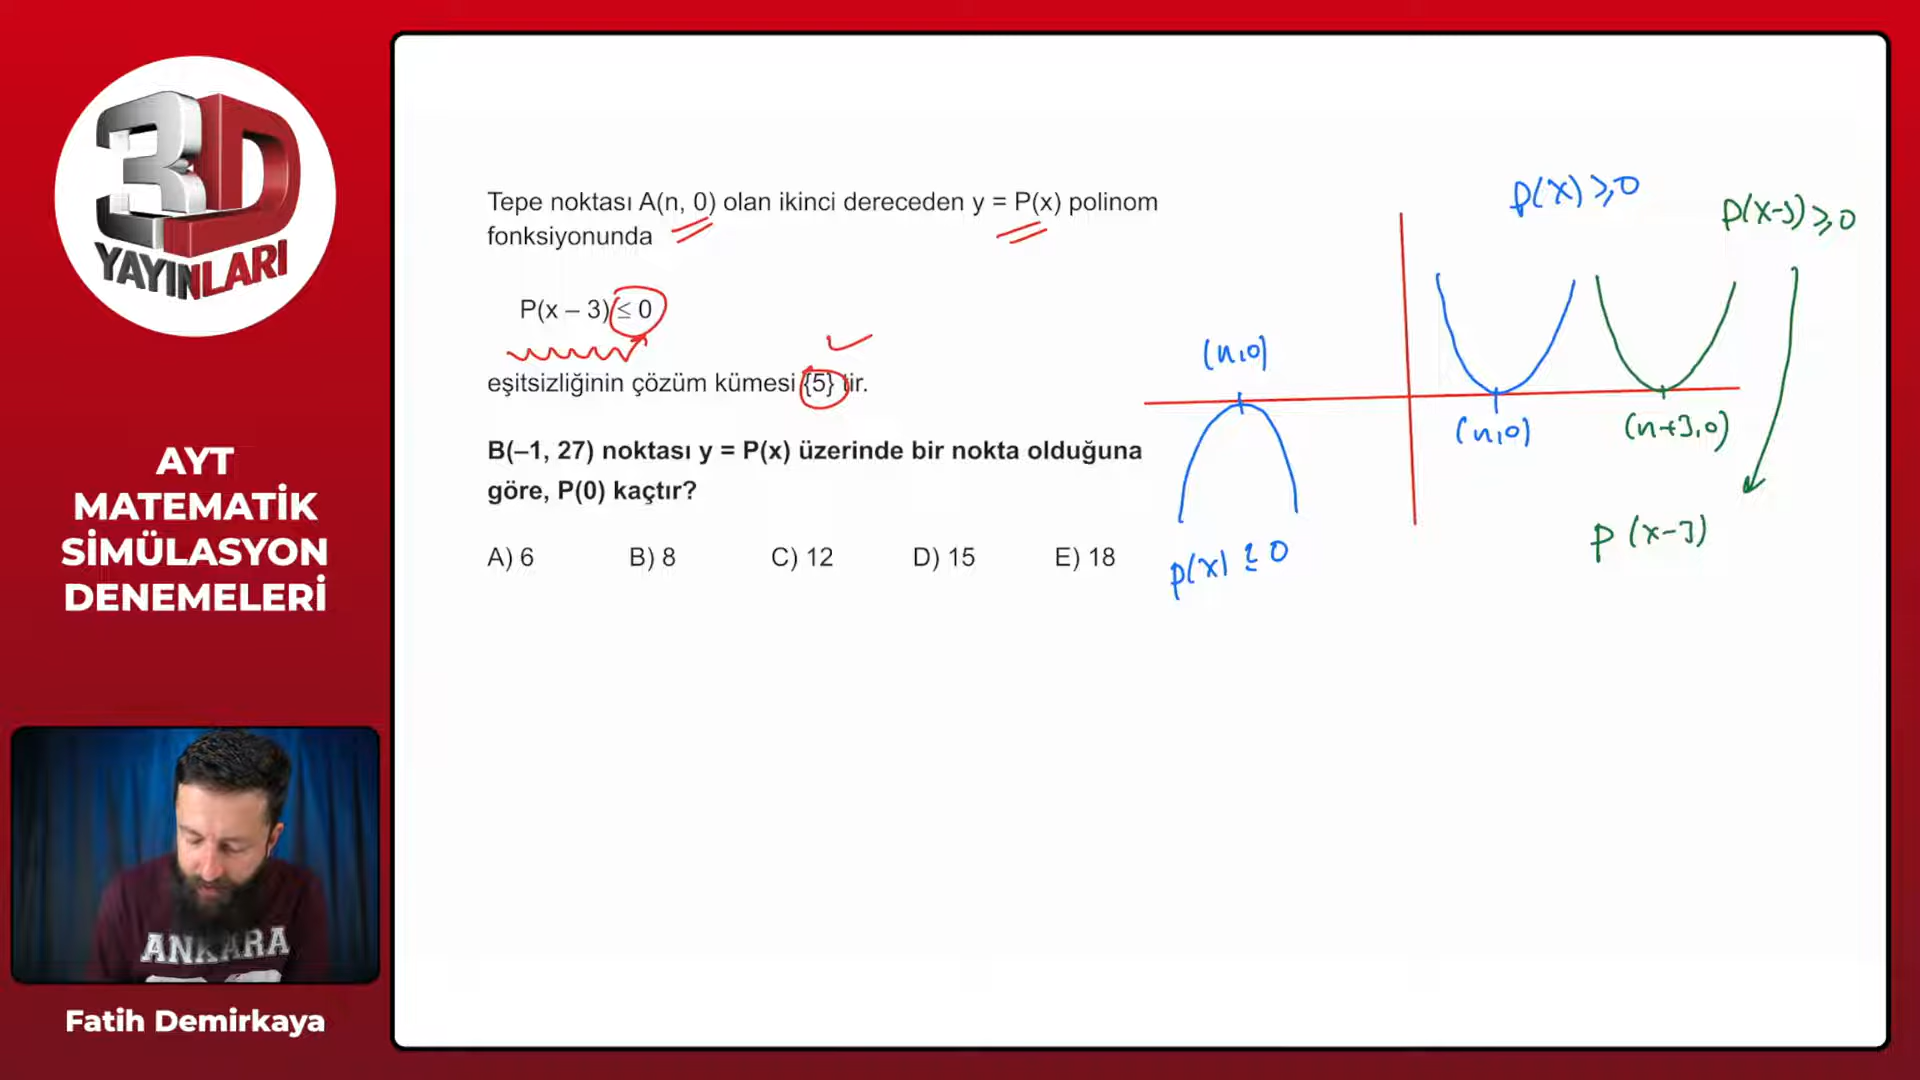 3D
YAYINLARI
AYT
MATEMATİK
SİMÜLASYON
DENEMELERİ
ANKARA
Fatih Demirkaya
Tepe noktası A(n, 0) olan ikinci dereceden y = P(x) polinom
fonksiyonunda
P(x – 3) ≤ 0
eşitsizliğinin çözüm kümesi {5} tir.
B(–1, 27) noktası y = P(x) üzerinde bir nokta olduğuna
göre, P(0) kaçtır?
A) 6 B) 8 C) 12 D) 15 E) 18
P(x) ≥ 0
P(x-3) ≥ 0
(n,0)
(n,0)
(n+3,0)
P(x-3)
P(x) ≤ 0